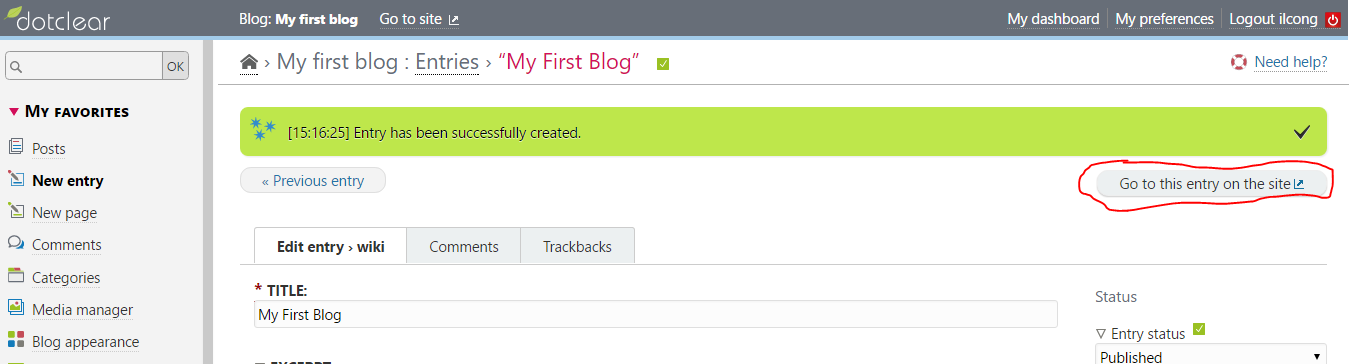 dotclear
Blog: My first blog Go to site
My dashboard My preferences Logout ilcong
OK
My first blog : Entries › “My First Blog”
Need help?
My favorites
Posts
New entry
New page
Comments
Categories
Media manager
Blog appearance
[15:16:25] Entry has been successfully created.
« Previous entry
Go to this entry on the site
Edit entry › wiki Comments Trackbacks
* TITLE:
My First Blog
Status
Entry status
Published